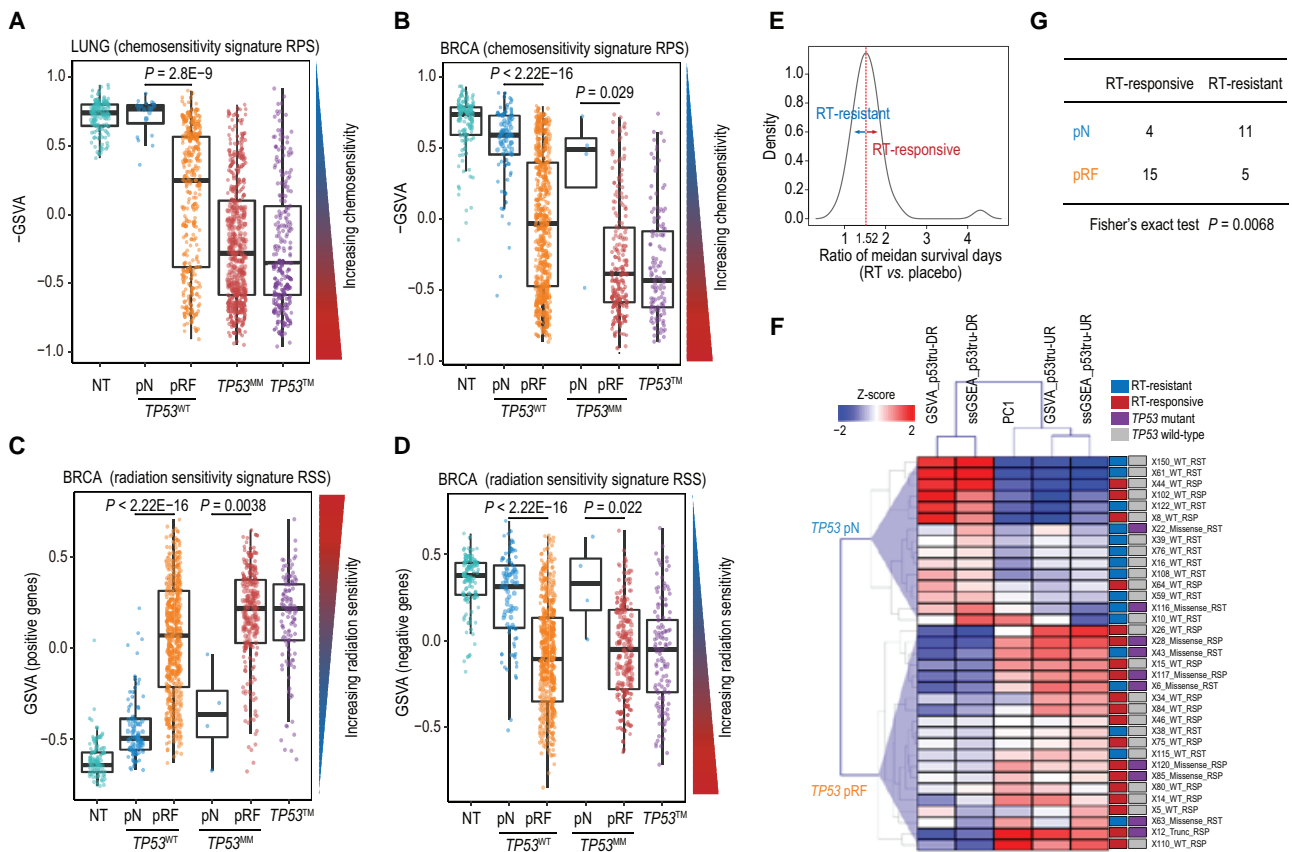 A
LUNG (chemosensitivity signature RPS)
P = 2.8E−9
1.0
0.5
0.0
−0.5
−1.0
−GSVA
Increasing chemosensitivity
NT
pN
pRF
TP53MM
TP53TM
TP53WT
B
BRCA (chemosensitivity signature RPS)
P < 2.22E−16
P = 0.029
1.0
0.5
0.0
−0.5
1.0
−GSVA
Increasing chemosensitivity
NT
pN
pRF
pN
pRF
TP53TM
TP53WT
TP53MM
C
BRCA (radiation sensitivity signature RSS)
P < 2.22E−16
P = 0.0038
0.5
0.0
−0.5
GSVA (positive genes)
Increasing radiation sensitivity
NT
pN
pRF
pN
pRF
TP53TM
TP53WT
TP53MM
D
BRCA (radiation sensitivity signature RSS)
P < 2.22E−16
P = 0.022
0.5
0.0
−0.5
GSVA (negative genes)
Increasing radiation sensitivity
NT
pN
pRF
pN
pRF
TP53TM
TP53WT
TP53MM
E
1.0
0.8
0.6
0.4
0.2
0.0
Density
RT-resistant
RT-responsive
1
1.52
2
3
4
Ratio of meidan survival days
(RT vs. placebo)
F
GSVA_p53tru-DR
ssGSEA_p53tru-DR
PC1
GSVA_p53tru-UR
ssGSEA_p53tru-UR
Z-score
−2
2
RT-resistant
RT-responsive
TP53 mutant
TP53 wild-type
TP53 pN
TP53 pRF
X150_WT_RST
X61_WT_RST
X44_WT_RSP
X102_WT_RSP
X122_WT_RST
X8_WT_RSP
X22_Missense_RST
X39_WT_RST
X76_WT_RST
X16_WT_RST
X108_WT_RST
X64_WT_RSP
X59_WT_RST
X116_Missense_RST
X10_WT_RST
X26_WT_RSP
X28_Missense_RSP
X43_Missense_RST
X15_WT_RSP
X117_Missense_RSP
X6_Missense_RST
X34_WT_RSP
X84_WT_RSP
X46_WT_RSP
X38_WT_RST
X75_WT_RSP
X115_WT_RST
X120_Missense_RSP
X85_Missense_RSP
X80_WT_RSP
X14_WT_RSP
X5_WT_RSP
X63_Missense_RST
X12_Trunc_RSP
X110_WT_RSP
G
RT-responsive RT-resistant
pN 4 11
pRF 15 5
Fisher's exact test P = 0.0068